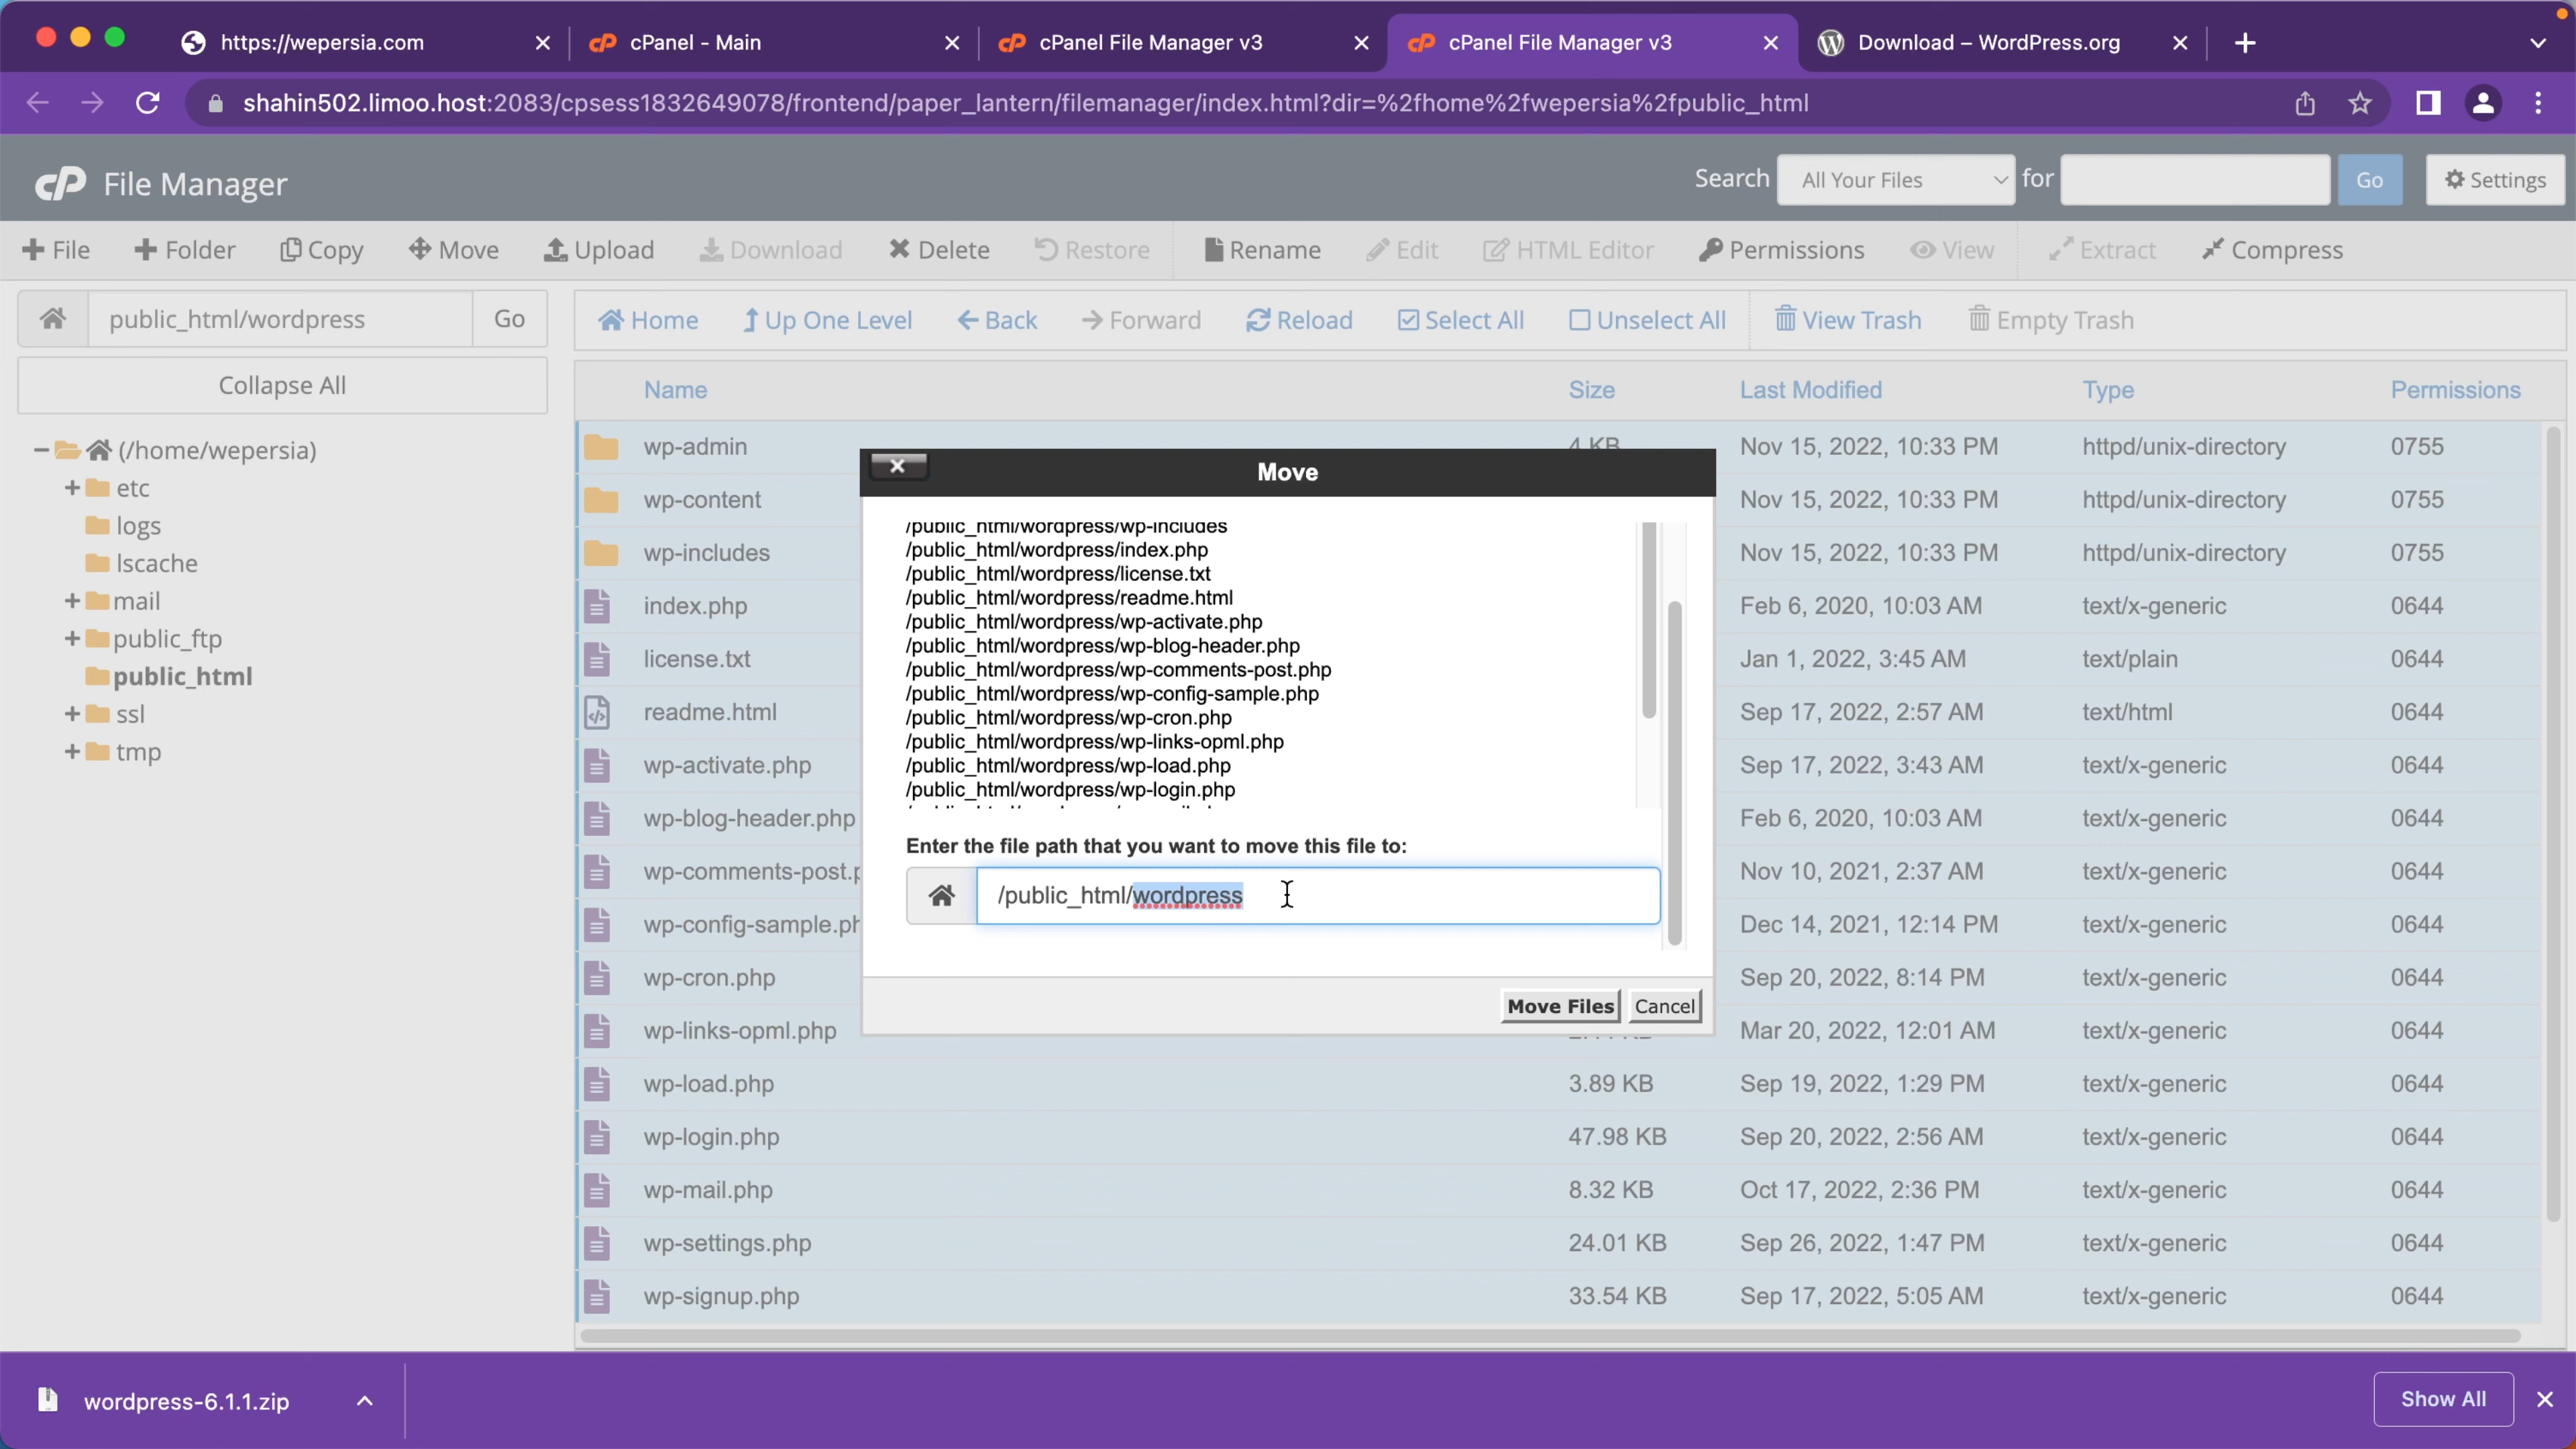 https://wepersia.com
cPanel - Main
cPanel File Manager v3
cPanel File Manager v3
Download – WordPress.org
shahin502.limoo.host:2083/cpsess1832649078/frontend/paper_lantern/filemanager/index.html?dir=%2fhome%2fwepersia%2fpublic_html
cP File Manager
Search All Your Files for Go Settings
File Folder Copy Move Upload Download Delete Restore Rename Edit HTML Editor Permissions View Extract Compress
public_html/wordpress Go
Home Up One Level Back Forward Reload Select All Unselect All View Trash Empty Trash
Collapse All
(/home/wepersia)
etc
logs
lscache
mail
public_ftp
public_html
ssl
tmp
Name Size Last Modified Type Permissions
wp-admin 4 KB Nov 15, 2022, 10:33 PM httpd/unix-directory 0755
wp-content Nov 15, 2022, 10:33 PM httpd/unix-directory 0755
wp-includes Nov 15, 2022, 10:33 PM httpd/unix-directory 0755
index.php Feb 6, 2020, 10:03 AM text/x-generic 0644
license.txt Jan 1, 2022, 3:45 AM text/plain 0644
readme.html Sep 17, 2022, 2:57 AM text/html 0644
wp-activate.php Sep 17, 2022, 3:43 AM text/x-generic 0644
wp-blog-header.php Feb 6, 2020, 10:03 AM text/x-generic 0644
wp-comments-post.p Nov 10, 2021, 2:37 AM text/x-generic 0644
wp-config-sample.ph Dec 14, 2021, 12:14 PM text/x-generic 0644
wp-cron.php Sep 20, 2022, 8:14 PM text/x-generic 0644
wp-links-opml.php Mar 20, 2022, 12:01 AM text/x-generic 0644
wp-load.php 3.89 KB Sep 19, 2022, 1:29 PM text/x-generic 0644
wp-login.php 47.98 KB Sep 20, 2022, 2:56 AM text/x-generic 0644
wp-mail.php 8.32 KB Oct 17, 2022, 2:36 PM text/x-generic 0644
wp-settings.php 24.01 KB Sep 26, 2022, 1:47 PM text/x-generic 0644
wp-signup.php 33.54 KB Sep 17, 2022, 5:05 AM text/x-generic 0644
Move
/public_html/wordpress/wp-includes
/public_html/wordpress/index.php
/public_html/wordpress/license.txt
/public_html/wordpress/readme.html
/public_html/wordpress/wp-activate.php
/public_html/wordpress/wp-blog-header.php
/public_html/wordpress/wp-comments-post.php
/public_html/wordpress/wp-config-sample.php
/public_html/wordpress/wp-cron.php
/public_html/wordpress/wp-links-opml.php
/public_html/wordpress/wp-load.php
/public_html/wordpress/wp-login.php
Enter the file path that you want to move this file to:
/public_html/wordpress
Move Files Cancel
wordpress-6.1.1.zip
Show All